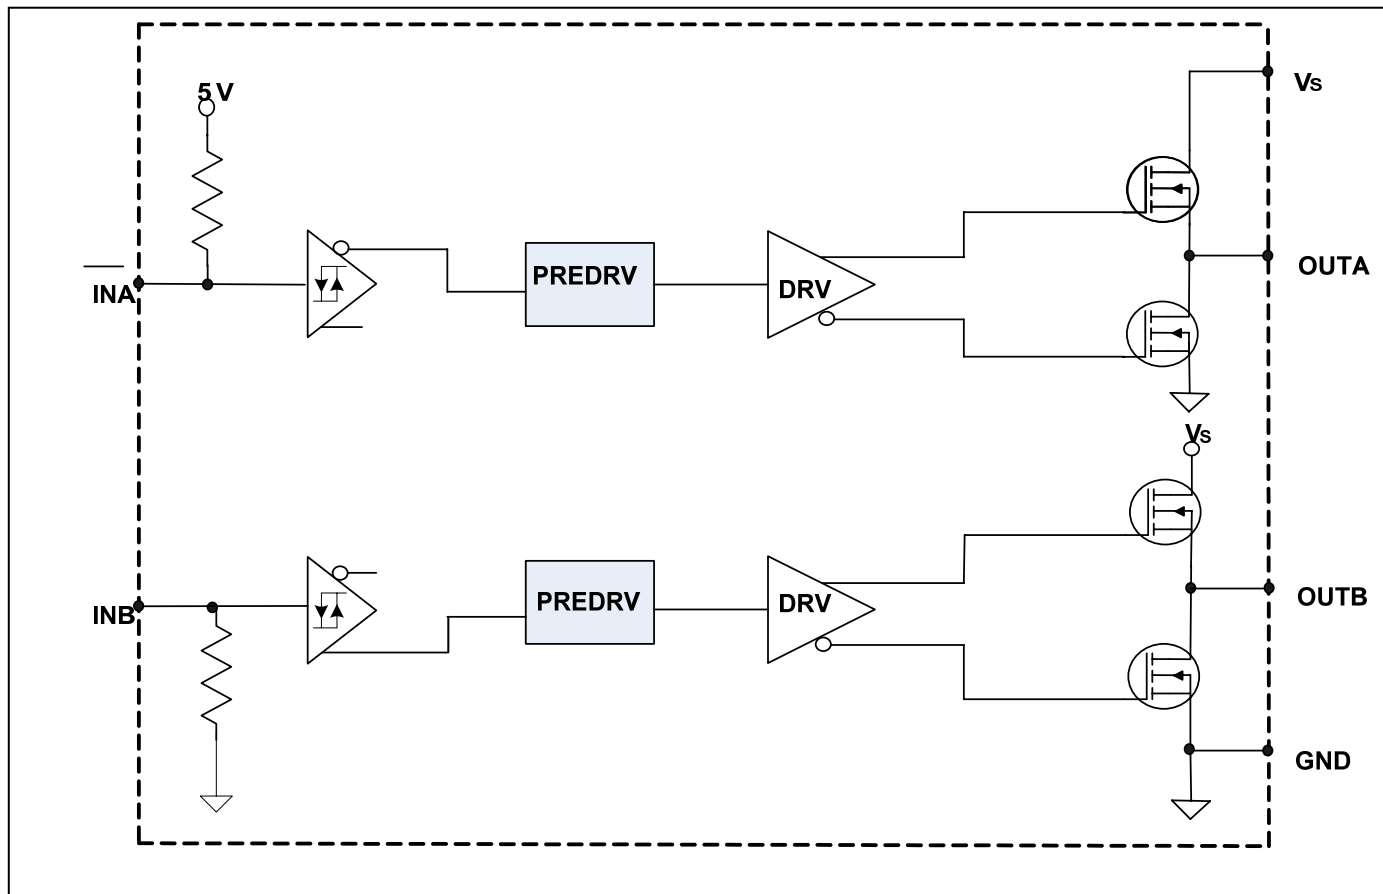 5 V
Vs
PREDRV
DRV
INA
OUTA
Vs
PREDRV
DRV
INB
OUTB
GND